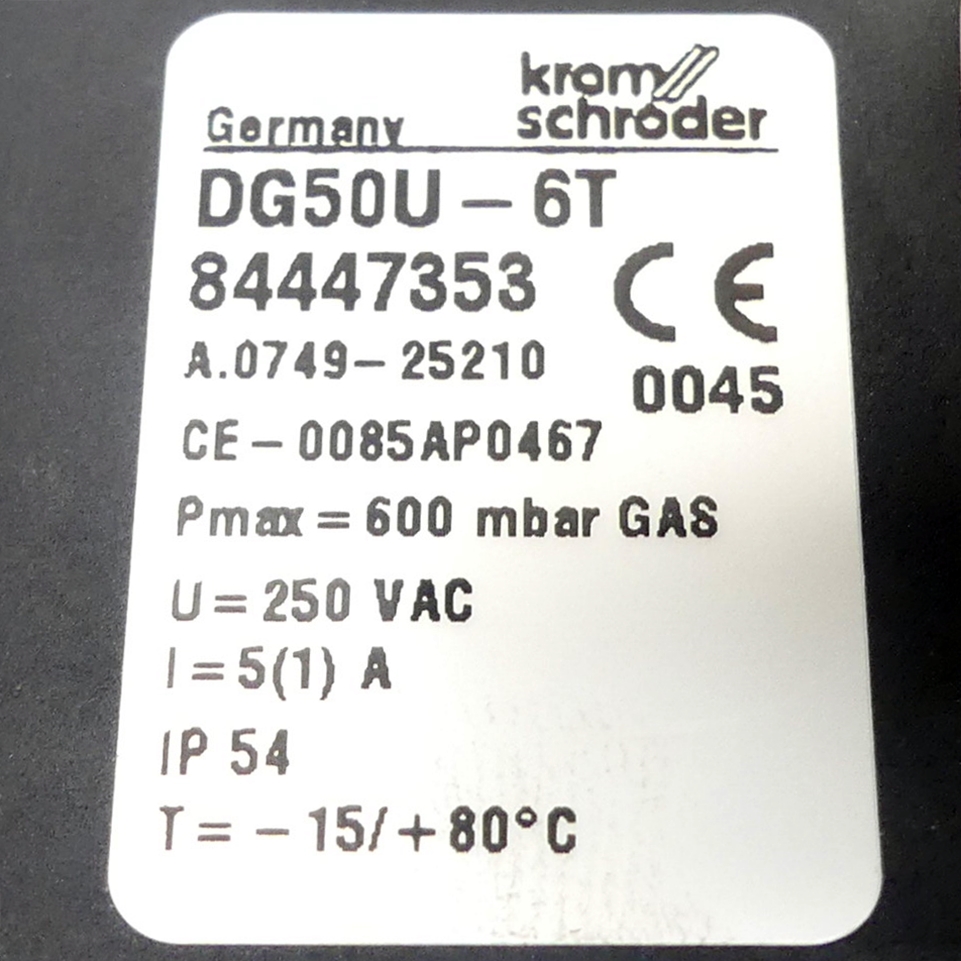 krom
schröder
Germany
DG50U – 6T
84447353
CE
A.0749–25210
0045
CE – 0085AP0467
Pmax = 600 mbar GAS
U = 250 VAC
I = 5(1) A
IP 54
T = – 15/+80°C